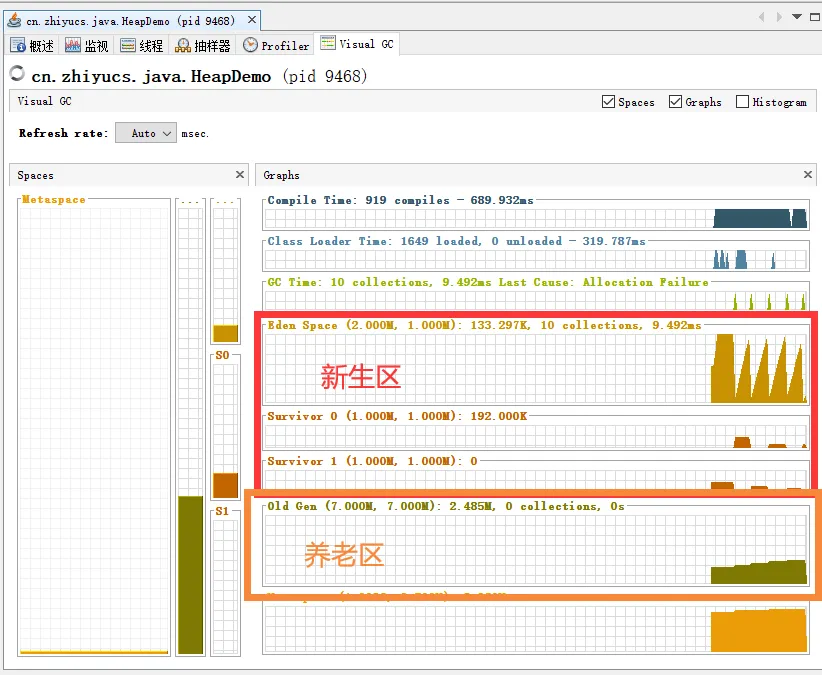 cn.zhiyucs.java.HeapDemo (pid 9468)
概述 监视 线程 抽样器 Profiler Visual GC
cn.zhiyucs.java.HeapDemo (pid 9468)
Visual GC
Spaces Graphs Histogram
Refresh rate: Auto msec.
Spaces
Metaspace
...
...
S0
S1
Graphs
Compile Time: 919 compiles - 689.932ms
Class Loader Time: 1649 loaded, 0 unloaded - 319.787ms
GC Time: 10 collections, 9.492ms Last Cause: Allocation Failure
Eden Space (2.000M, 1.000M): 133.297K, 10 collections, 9.492ms
新生区
Survivor 0 (1.000M, 1.000M): 192.000K
Survivor 1 (1.000M, 1.000M): 0
Old Gen (7.000M, 7.000M): 2.485M, 0 collections, 0s
养老区